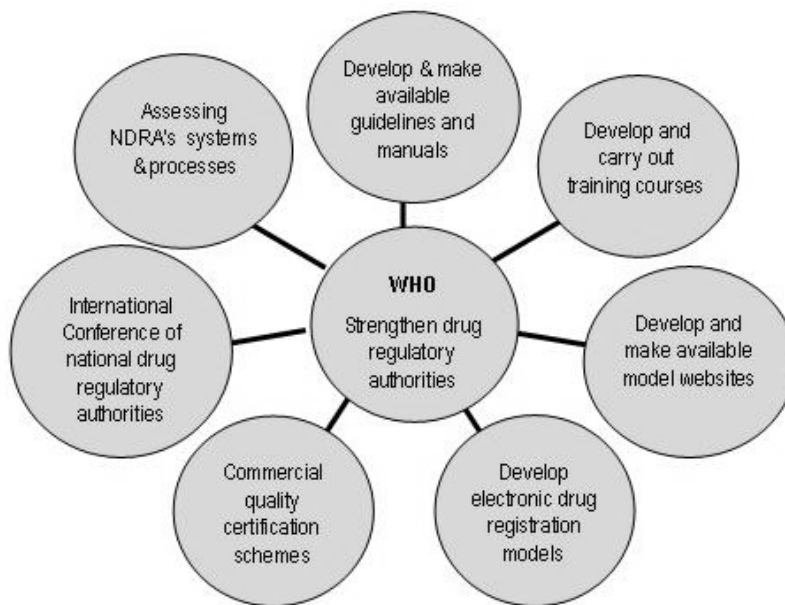 Develop & make
available
guidelines and
manuals
Develop and
carry out
training courses
Develop and
make available
model websites
Develop
electronic drug
registration
models
Commercial
quality
certification
schemes
International
Conference of
national drug
regulatory
authorities
Assessing
NDRA's systems
&processes
WHO
Strengthen drug
regulatory
authorities